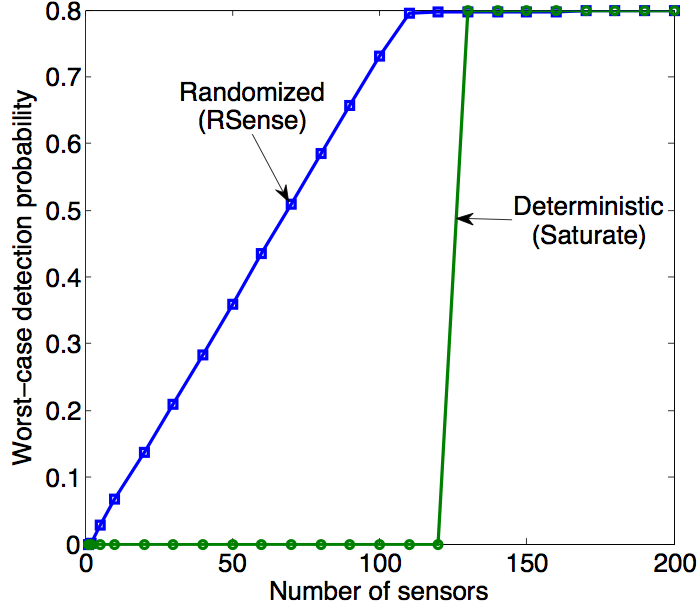 0.8
0.7
0.6
0.5
0.4
0.3
0.2
0.1
0
Worst-case detection probability
Randomized
(RSense)
Deterministic
(Saturate)
0 50 100 150 200
Number of sensors